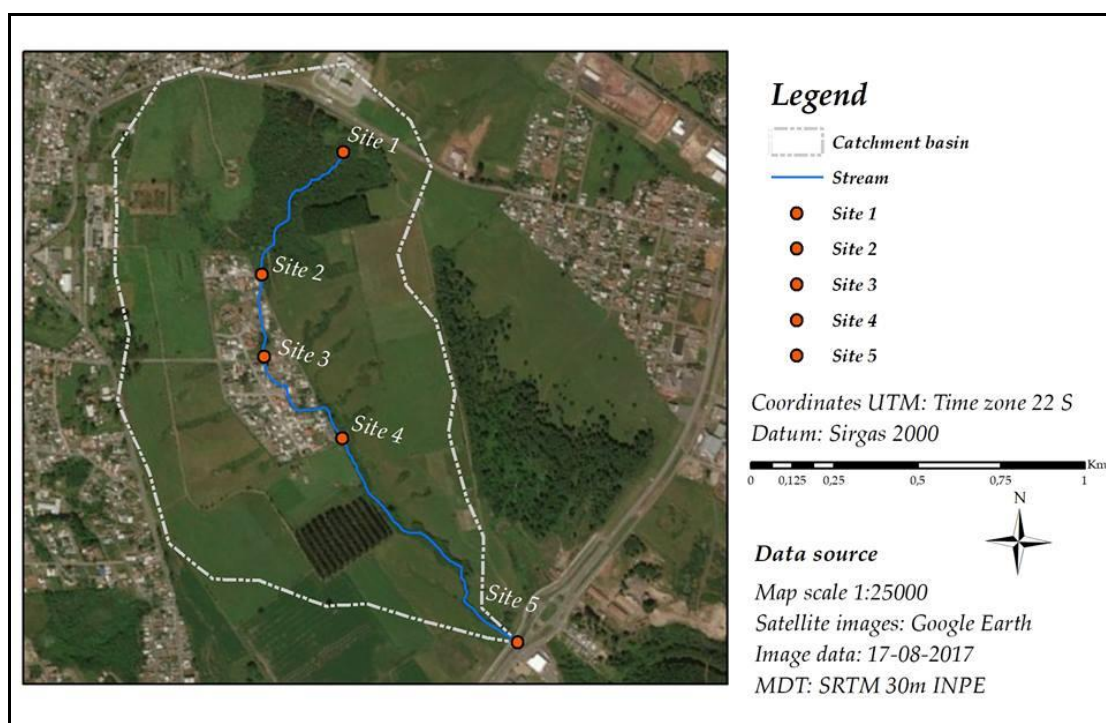 Site 1
Site 2
Site 3
Site 4
Site 5
Legend
Catchment basin
Stream
Site 1
Site 2
Site 3
Site 4
Site 5
Coordinates UTM: Time zone 22 S
Datum: Sirgas 2000
Km
0 0,125 0,25 0,5 0,75 1
N
Data source
Map scale 1:25000
Satellite images: Google Earth
Image data: 17-08-2017
MDT: SRTM 30m INPE